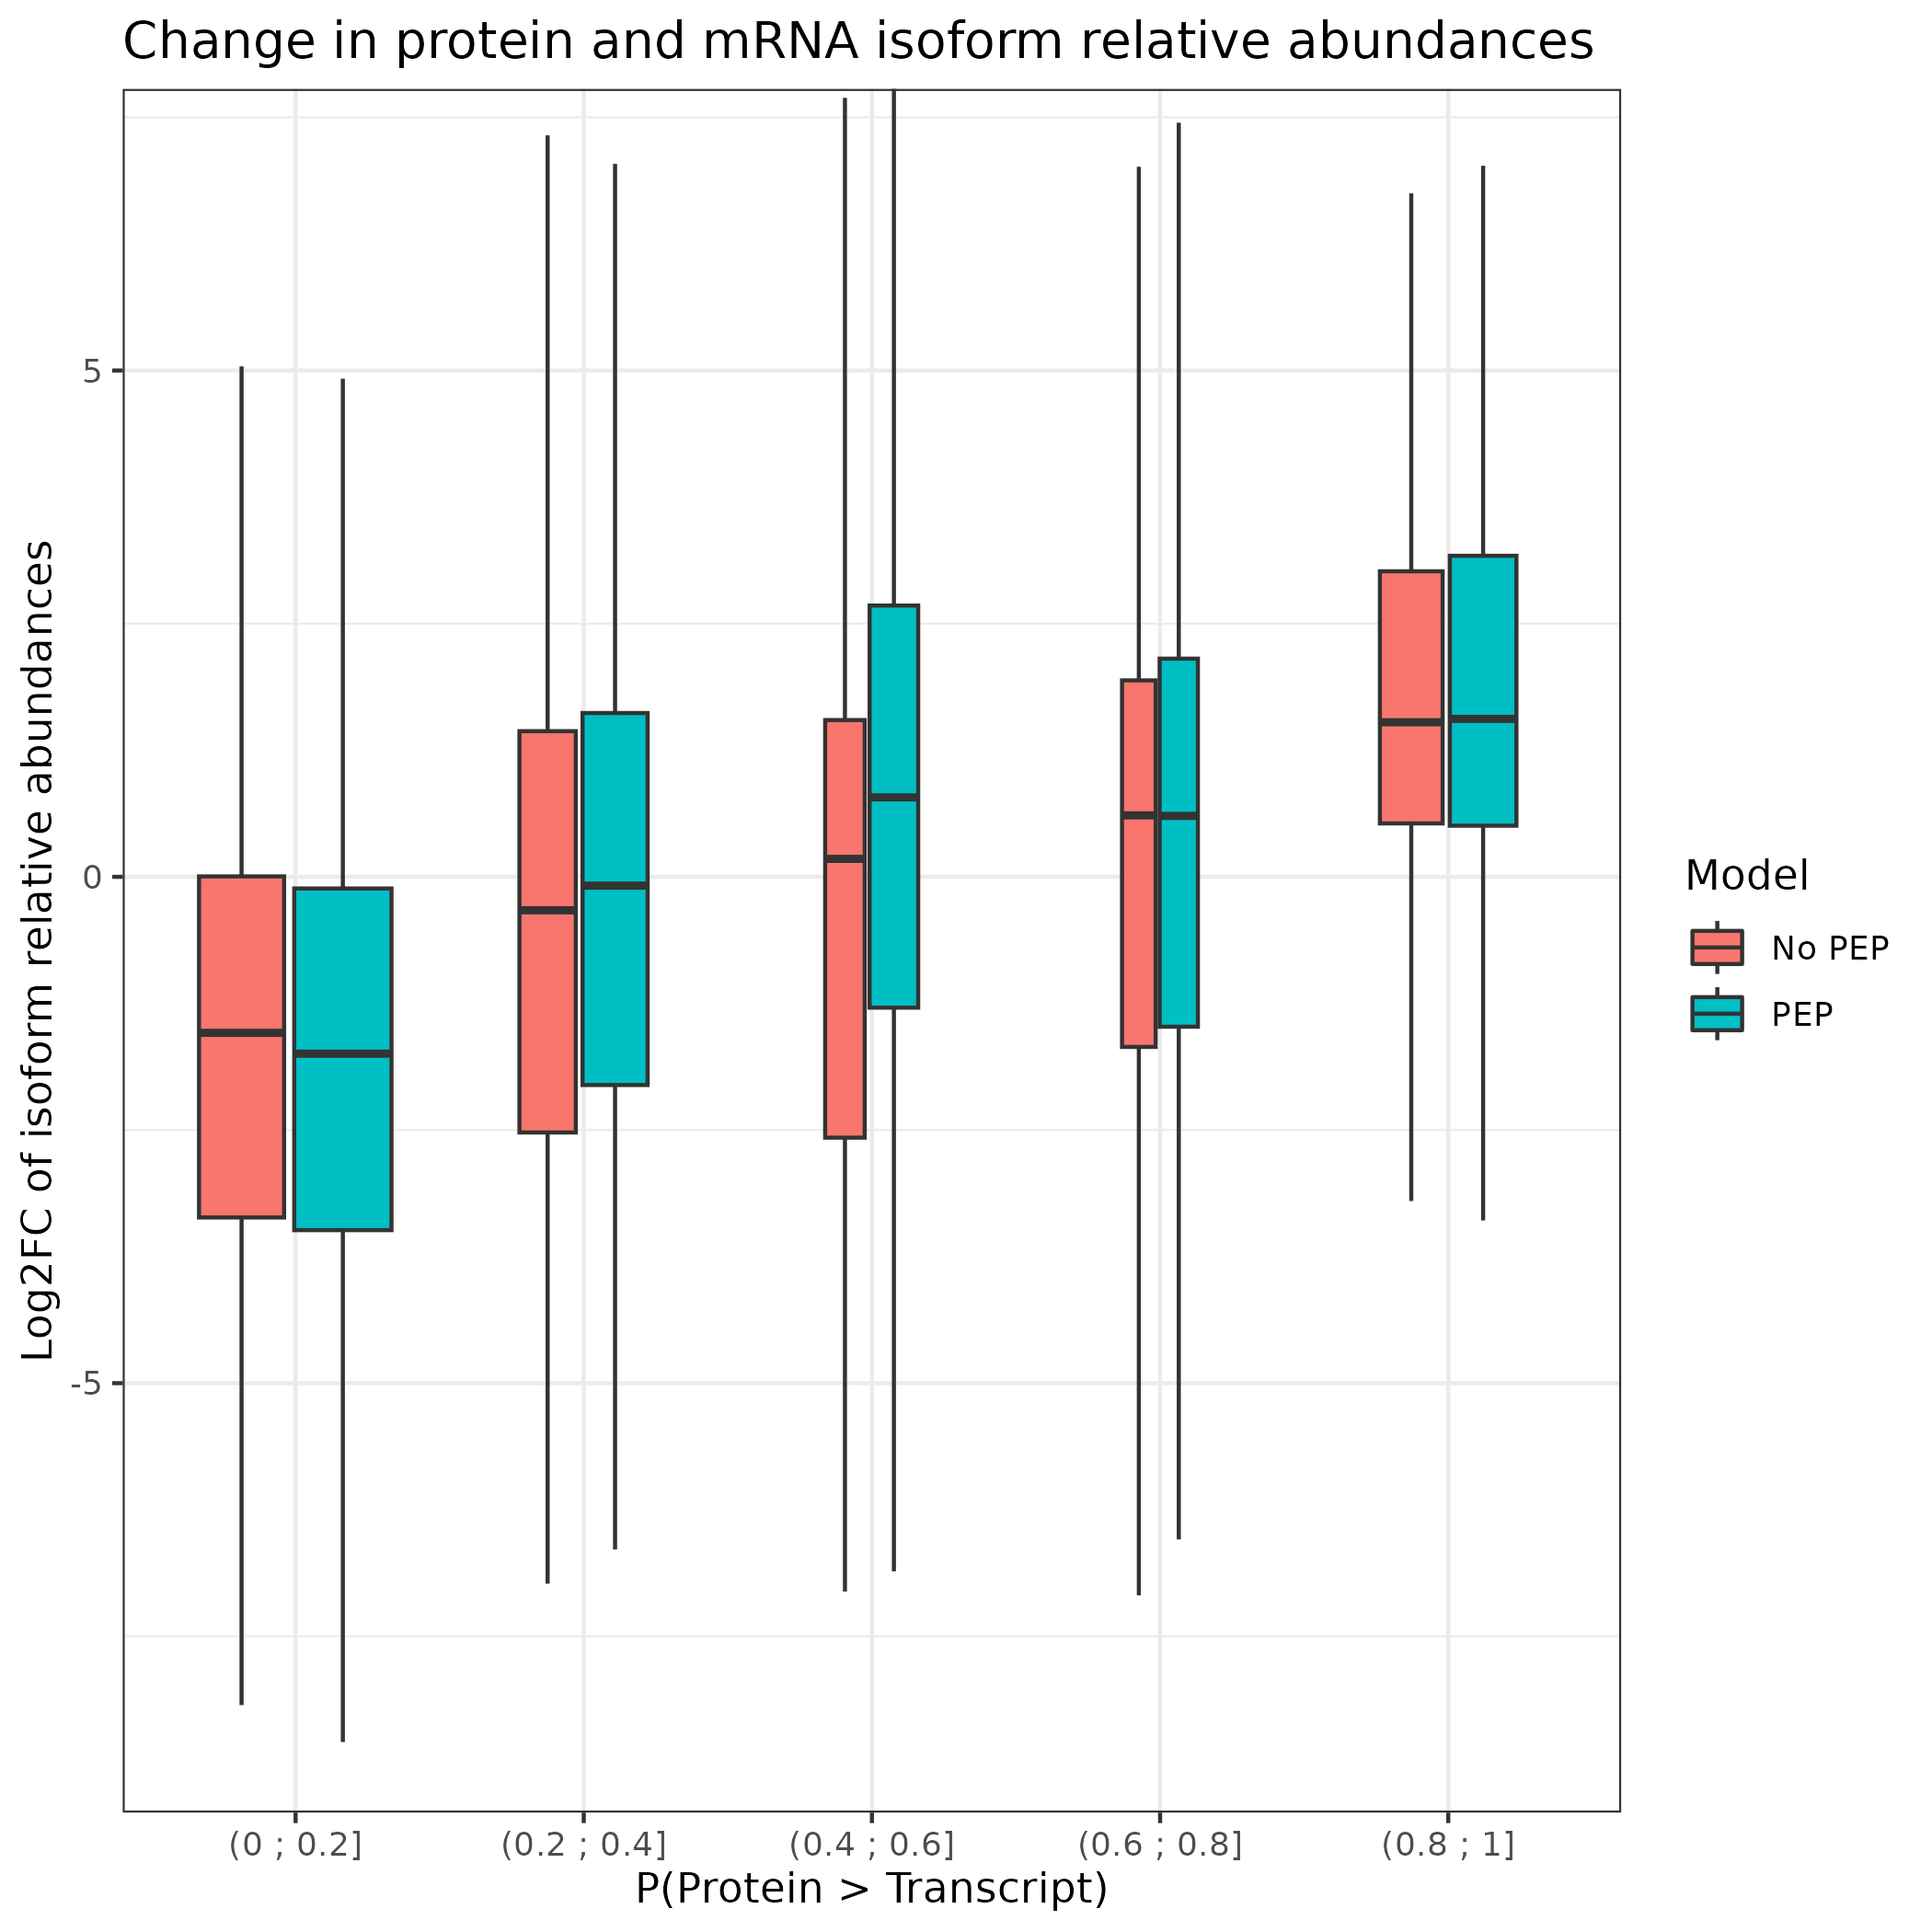 Change in protein and mRNA isoform relative abundances
Log2FC of isoform relative abundances
5
0
-5
(0 ; 0.2]
(0.2 ; 0.4]
(0.4 ; 0.6]
(0.6 ; 0.8]
(0.8 ; 1]
P(Protein > Transcript)
Model
No PEP
PEP